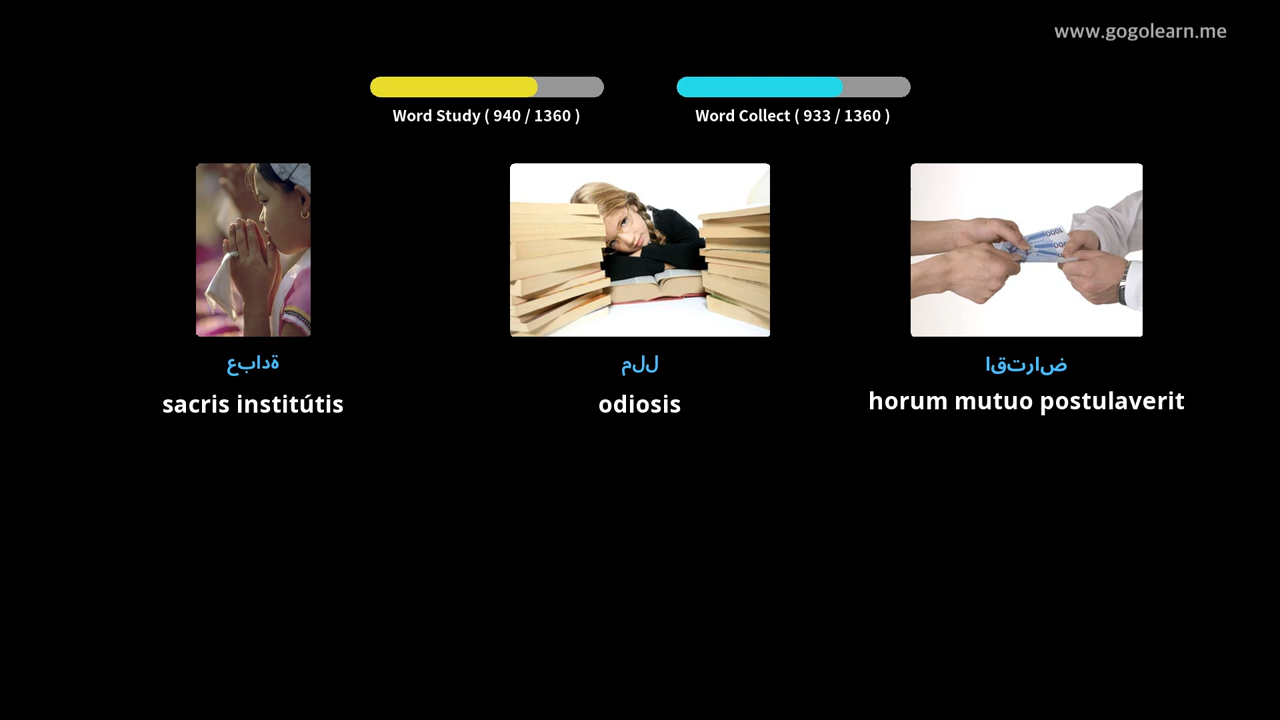 www.gogolearn.me
Word Study ( 940 / 1360 )
Word Collect ( 933 / 1360 )
عبادة
ملل
اقتراض
sacris institútis
odiosis
horum mutuo postulaverit